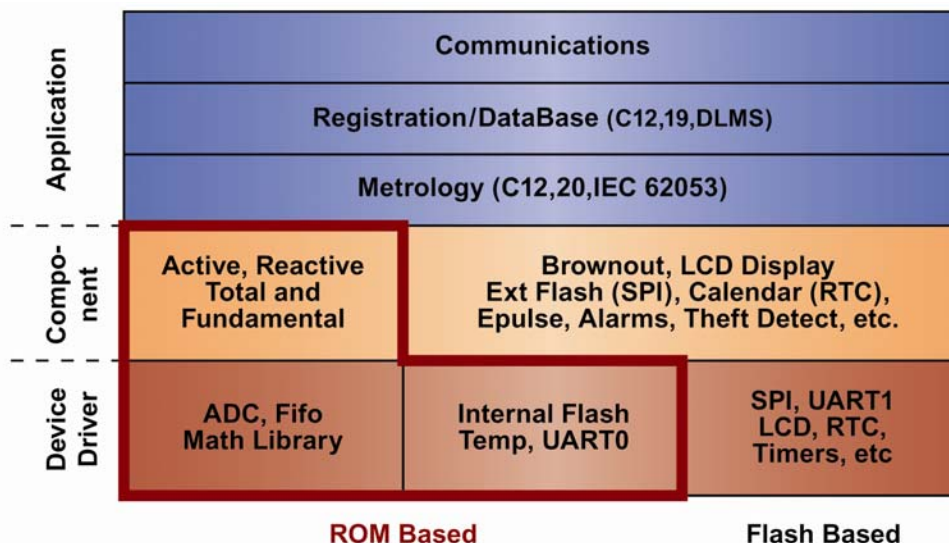 Application
Communications
Registration/DataBase (C12,19,DLMS)
Metrology (C12,20,IEC 62053)
Compo-
nent
Active, Reactive
Total and
Fundamental
Brownout, LCD Display
Ext Flash (SPI), Calendar (RTC),
Epulse, Alarms, Theft Detect, etc.
Device
Driver
ADC, Fifo
Math Library
Internal Flash
Temp, UART0
SPI, UART1
LCD, RTC,
Timers, etc
ROM Based
Flash Based